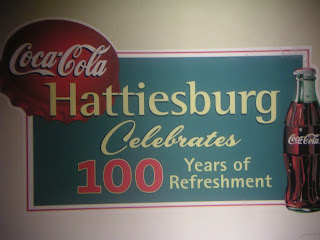 Coca-Cola
Hattiesburg
Celebrates
100 Years of
Refreshment
Coca-Cola